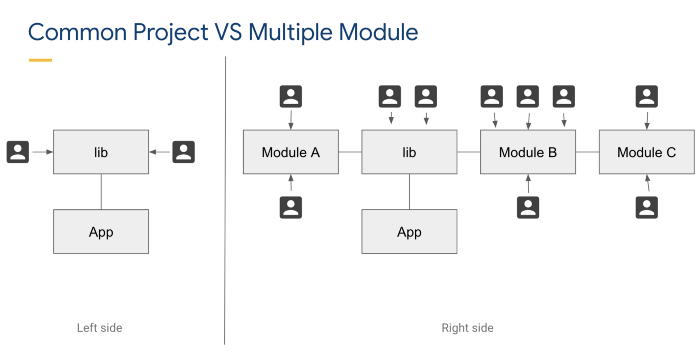 Common Project VS Multiple Module
lib
App
Left side
Module A
lib
Module B
Module C
App
Right side